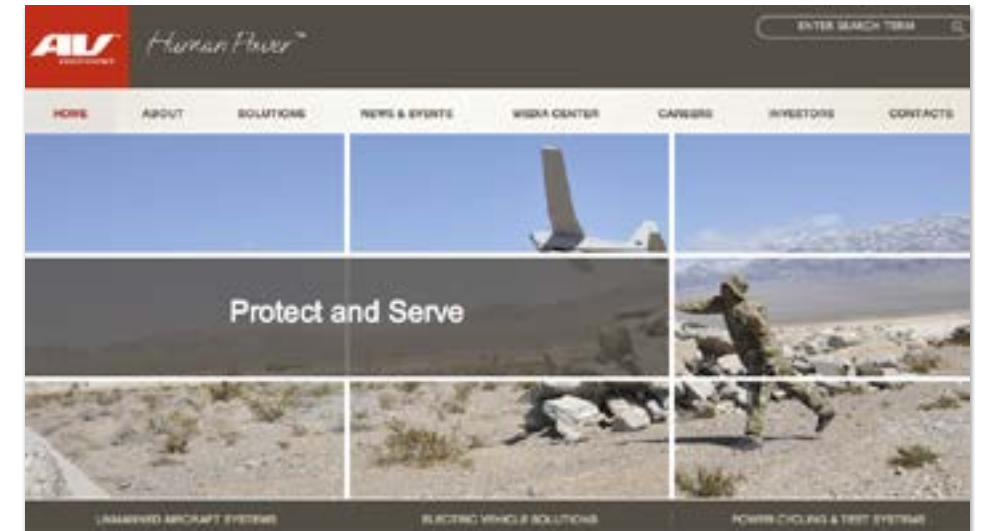 AV
Human Power™
ENTER SEARCH TERM
HOME ABOUT SOLUTIONS NEWS & EVENTS MEDIA CENTER CAREERS INVESTORS CONTACTS
Protect and Serve
UNMANNED AIRCRAFT SYSTEMS ELECTRIC VEHICLE SOLUTIONS POWER CYCLING & TEST SYSTEMS